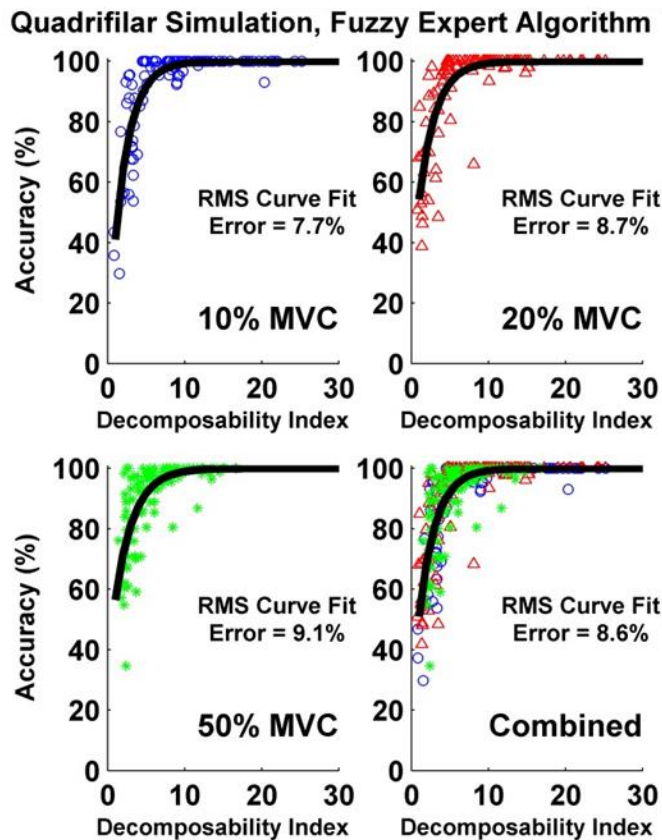 Quadrifilar Simulation, Fuzzy Expert Algorithm
Accuracy (%)
100
80
60
40
20
0
RMS Curve Fit
Error = 7.7%
10% MVC
0 10 20 30
Decomposability Index
100
80
60
40
20
0
RMS Curve Fit
Error = 8.7%
20% MVC
0 10 20 30
Decomposability Index
Accuracy (%)
100
80
60
40
20
0
RMS Curve Fit
Error = 9.1%
50% MVC
0 10 20 30
Decomposability Index
100
80
60
40
20
0
RMS Curve Fit
Error = 8.6%
Combined
0 10 20 30
Decomposability Index